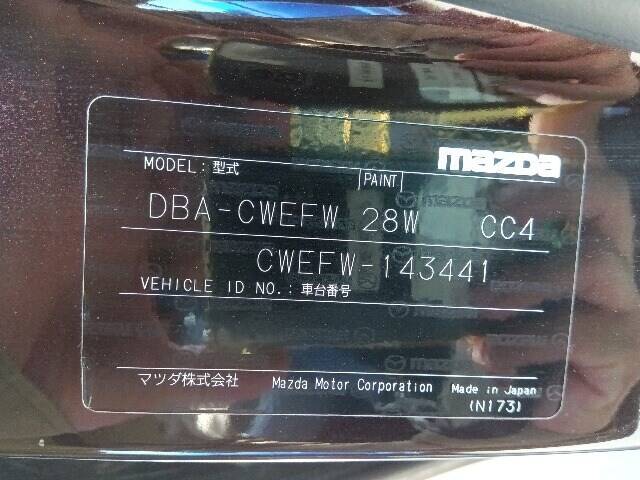 mazda
MODEL:型式 PAINT
DBA-CWEFW 28W CC4
CWEFW-143441
VEHICLE ID NO.:車台番号
マツダ株式会社 Mazda Motor Corporation Made in Japan
(N173)